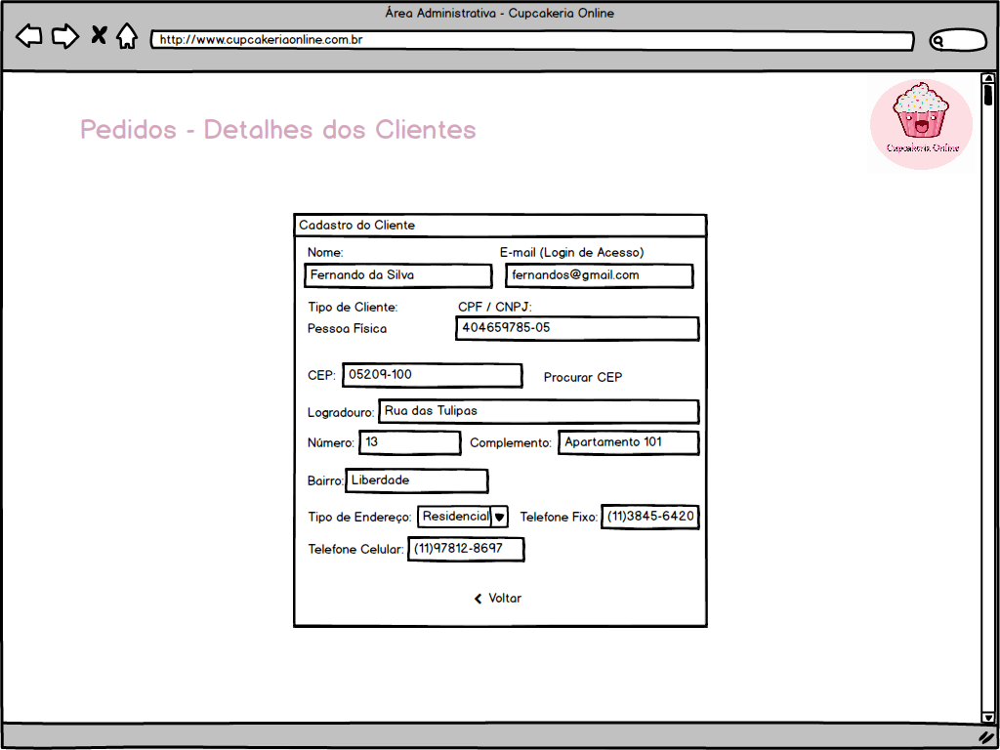 Área Administrativa - Cupcakeria Online
http://www.cupcakeriaonline.com.br
Cupcakeria Online
Pedidos - Detalhes dos Clientes
Cadastro do Cliente
Nome: E-mail (Login de Acesso)
Fernando da Silva fernandos@gmail.com
Tipo de Cliente: CPF / CNPJ:
Pessoa Física 404659785-05
CEP: 05209-100 Procurar CEP
Logradouro: Rua das Tulipas
Número: 13 Complemento: Apartamento 101
Bairro: Liberdade
Tipo de Endereço: Residencial Telefone Fixo: (11)3845-6420
Telefone Celular: (11)97812-8697
Voltar